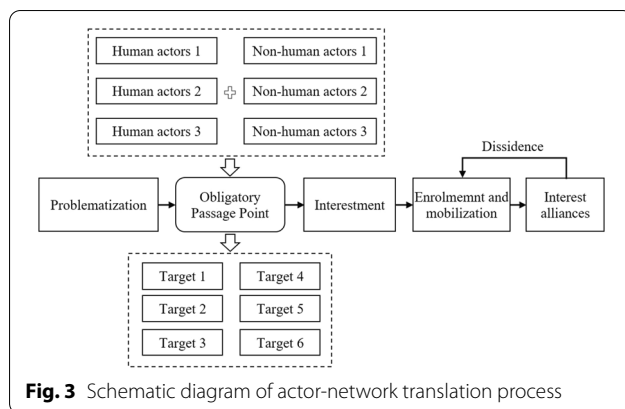 Human actors 1
Non-human actors 1
Human actors 2
Non-human actors 2
Human actors 3
Non-human actors 3
Dissidence
Problematization
Obligatory
Passage Point
Interestment
Enrolmemnt and
mobilization
Interest
alliances
Target 1
Target 4
Target 2
Target 5
Target 3
Target 6
Fig. 3 Schematic diagram of actor-network translation process